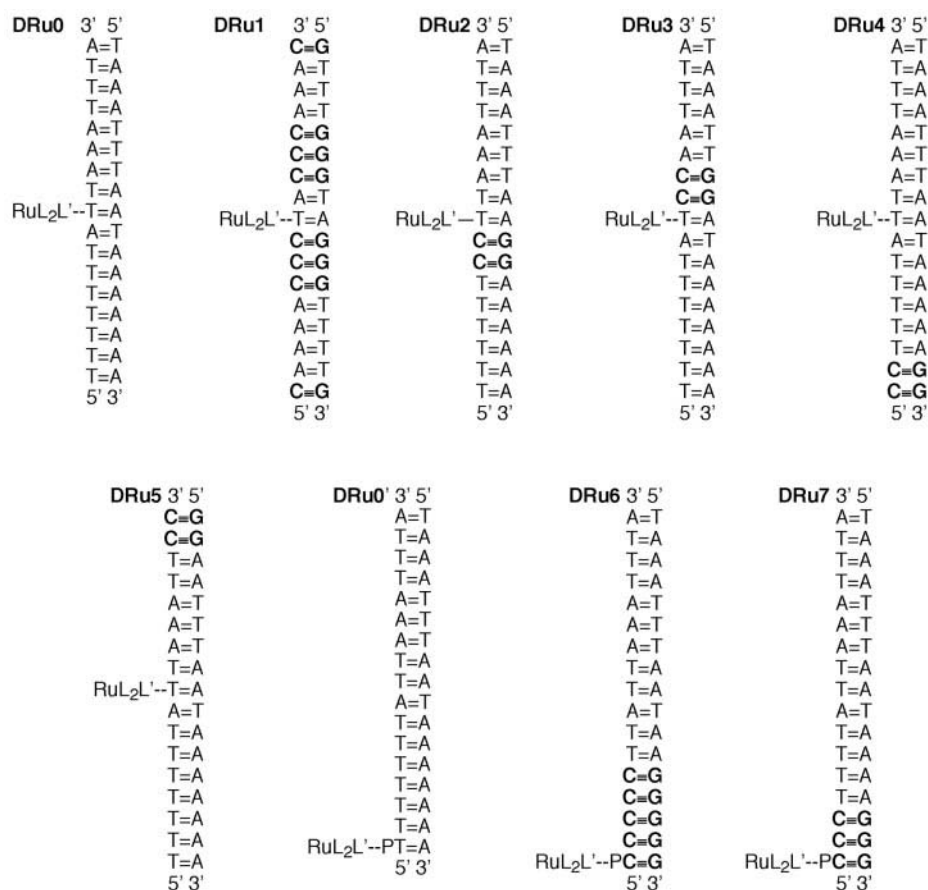 DRu0 3' 5'
A=T
T=A
T=A
T=A
A=T
A=T
A=T
T=A
RuL₂L'--T=A
A=T
T=A
T=A
T=A
T=A
T=A
T=A
T=A
5' 3'
DRu1 3' 5'
C≡G
A=T
A=T
A=T
C≡G
C≡G
C≡G
A=T
RuL₂L'--T=A
C≡G
C≡G
C≡G
A=T
A=T
A=T
A=T
C≡G
5' 3'
DRu2 3' 5'
A=T
T=A
T=A
T=A
A=T
A=T
A=T
T=A
RuL₂L'—T=A
C≡G
C≡G
T=A
T=A
T=A
T=A
T=A
T=A
5' 3'
DRu3 3' 5'
A=T
T=A
T=A
T=A
A=T
A=T
C≡G
C≡G
RuL₂L'--T=A
A=T
T=A
T=A
T=A
T=A
T=A
T=A
T=A
5' 3'
DRu4 3' 5'
A=T
T=A
T=A
T=A
A=T
A=T
A=T
T=A
RuL₂L'--T=A
A=T
T=A
T=A
T=A
T=A
T=A
C≡G
C≡G
5' 3'
DRu5 3' 5'
C≡G
C≡G
T=A
T=A
A=T
A=T
A=T
T=A
RuL₂L'--T=A
A=T
T=A
T=A
T=A
T=A
T=A
T=A
T=A
5' 3'
DRu0' 3' 5'
A=T
T=A
T=A
T=A
A=T
A=T
A=T
T=A
T=A
A=T
T=A
T=A
T=A
T=A
T=A
T=A
RuL₂L'--PT=A
5' 3'
DRu6 3' 5'
A=T
T=A
T=A
T=A
A=T
A=T
A=T
T=A
T=A
A=T
T=A
T=A
C≡G
C≡G
C≡G
C≡G
RuL₂L'--PC≡G
5' 3'
DRu7 3' 5'
A=T
T=A
T=A
T=A
A=T
A=T
A=T
T=A
T=A
A=T
T=A
T=A
T=A
T=A
C≡G
C≡G
RuL₂L'--PC≡G
5' 3'